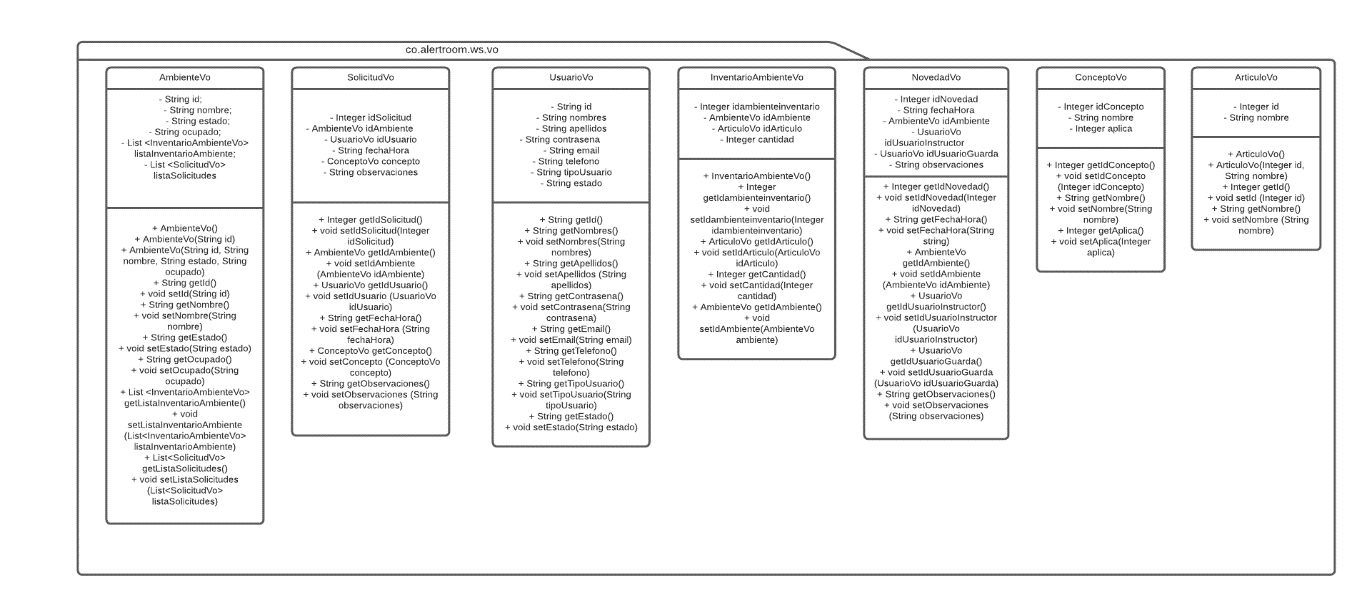 co.alertroom.ws.vo
AmbienteVo
- String id;
- String nombre;
- String estado;
- String ocupado;
- List <InventarioAmbienteVo>
listaInventarioAmbiente;
- List <SolicitudVo>
listaSolicitudes
+ AmbienteVo()
+ AmbienteVo(String id)
+ AmbienteVo(String id, String
nombre, String estado, String
ocupado)
+ String getId()
+ void setId(String id)
+ String getNombre()
+ void setNombre(String
nombre)
+ String getEstado()
+ void setEstado(String estado)
+ String getOcupado()
+ void setOcupado(String
ocupado)
+ List <InventarioAmbienteVo>
getListaInventarioAmbiente()
+ void
setListaInventarioAmbiente
(List<InventarioAmbienteVo>
listaInventarioAmbiente)
+ List<SolicitudVo>
getListaSolicitudes()
+ void setListaSolicitudes
(List<SolicitudVo>
listaSolicitudes)
SolicitudVo
- Integer idSolicitud
- AmbienteVo idAmbiente
- UsuarioVo idUsuario
- String fechaHora
- ConceptoVo concepto
- String observaciones
+ Integer getIdSolicitud()
+ void setIdSolicitud(Integer
idSolicitud)
+ AmbienteVo getIdAmbiente()
+ void setIdAmbiente
(AmbienteVo idAmbiente)
+ UsuarioVo getIdUsuario()
+ void setIdUsuario (UsuarioVo
idUsuario)
+ String getFechaHora()
+ void setFechaHora (String
fechaHora)
+ ConceptoVo getConcepto()
+ void setConcepto (ConceptoVo
concepto)
+ String getObservaciones()
+ void setObservaciones (String
observaciones)
UsuarioVo
- String id
- String nombres
- String apellidos
- String contrasena
- String email
- String telefono
- String tipoUsuario
- String estado
+ String getId()
+ String getNombres()
+ void setNombres(String
nombres)
+ String getApellidos()
+ void setApellidos (String
apellidos)
+ String getContrasena()
+ void setContrasena(String
contrasena)
+ String getEmail()
+ void setEmail(String email)
+ String getTelefono()
+ void setTelefono(String
telefono)
+ String getTipoUsuario()
+ void setTipoUsuario(String
tipoUsuario)
+ String getEstado()
+ void setEstado(String estado)
InventarioAmbienteVo
- Integer idambienteinventario
- AmbienteVo idAmbiente
- ArticuloVo idArticulo
- Integer cantidad
+ InventarioAmbienteVo()
+ Integer
getIdambienteinventario()
+ void
setIdambienteinventario(Integer
idambienteinventario)
+ ArticuloVo getIdArticulo()
+ void setIdArticulo(ArticuloVo
idArticulo)
+ Integer getCantidad()
+ void setCantidad(Integer
cantidad)
+ AmbienteVo getIdAmbiente()
+ void
setIdAmbiente(AmbienteVo
ambiente)
NovedadVo
- Integer idNovedad
- String fechaHora
- AmbienteVo idAmbiente
- UsuarioVo
idUsuarioInstructor
- UsuarioVo idUsuarioGuarda
- String observaciones
+ Integer getIdNovedad()
+ void setIdNovedad(Integer
idNovedad)
+ String getFechaHora()
+ void setFechaHora(String
string)
+ AmbienteVo
getIdAmbiente()
+ void setIdAmbiente
(AmbienteVo idAmbiente)
+ UsuarioVo
getIdUsuarioInstructor()
+ void setIdUsuarioInstructor
(UsuarioVo
idUsuarioInstructor)
+ UsuarioVo
getIdUsuarioGuarda()
+ void setIdUsuarioGuarda
(UsuarioVo idUsuarioGuarda)
+ String getObservaciones()
+ void setObservaciones
(String observaciones)
ConceptoVo
- Integer idConcepto
- String nombre
- Integer aplica
+ Integer getIdConcepto()
+ void setIdConcepto
(Integer idConcepto)
+ String getNombre()
+ void setNombre(String
nombre)
+ Integer getAplica()
+ void setAplica(Integer
aplica)
ArticuloVo
- Integer id
- String nombre
+ ArticuloVo()
+ ArticuloVo(Integer id,
String nombre)
+ Integer getId()
+ void setId (Integer id)
+ String getNombre()
+ void setNombre (String
nombre)